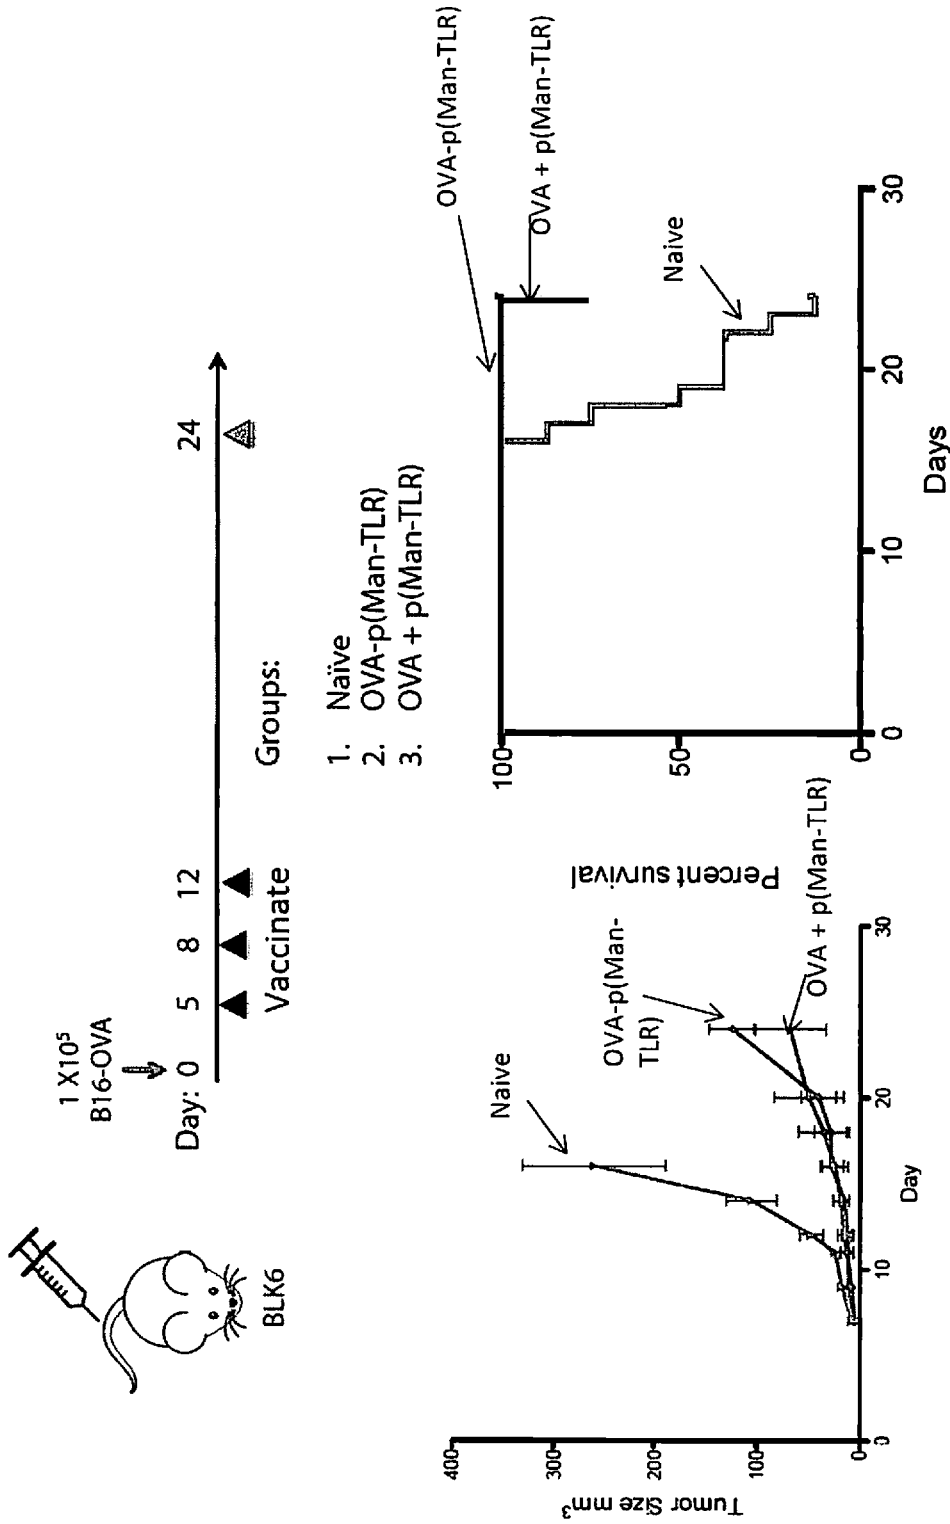 1 X10⁵
B16-OVA
Day: 0 5 8 12 24
Vaccinate
BLK6
Groups:
1. Naïve
2. OVA-p(Man-TLR)
3. OVA + p(Man-TLR)
Tumor Size mm³
400
300
200
100
0
0 10 20 30
Day
Naive
OVA-p(Man-
TLR)
OVA + p(Man-TLR)
Percent survival
100
50
0
0 10 20 30
Days
OVA-p(Man-TLR)
OVA + p(Man-TLR)
Naive